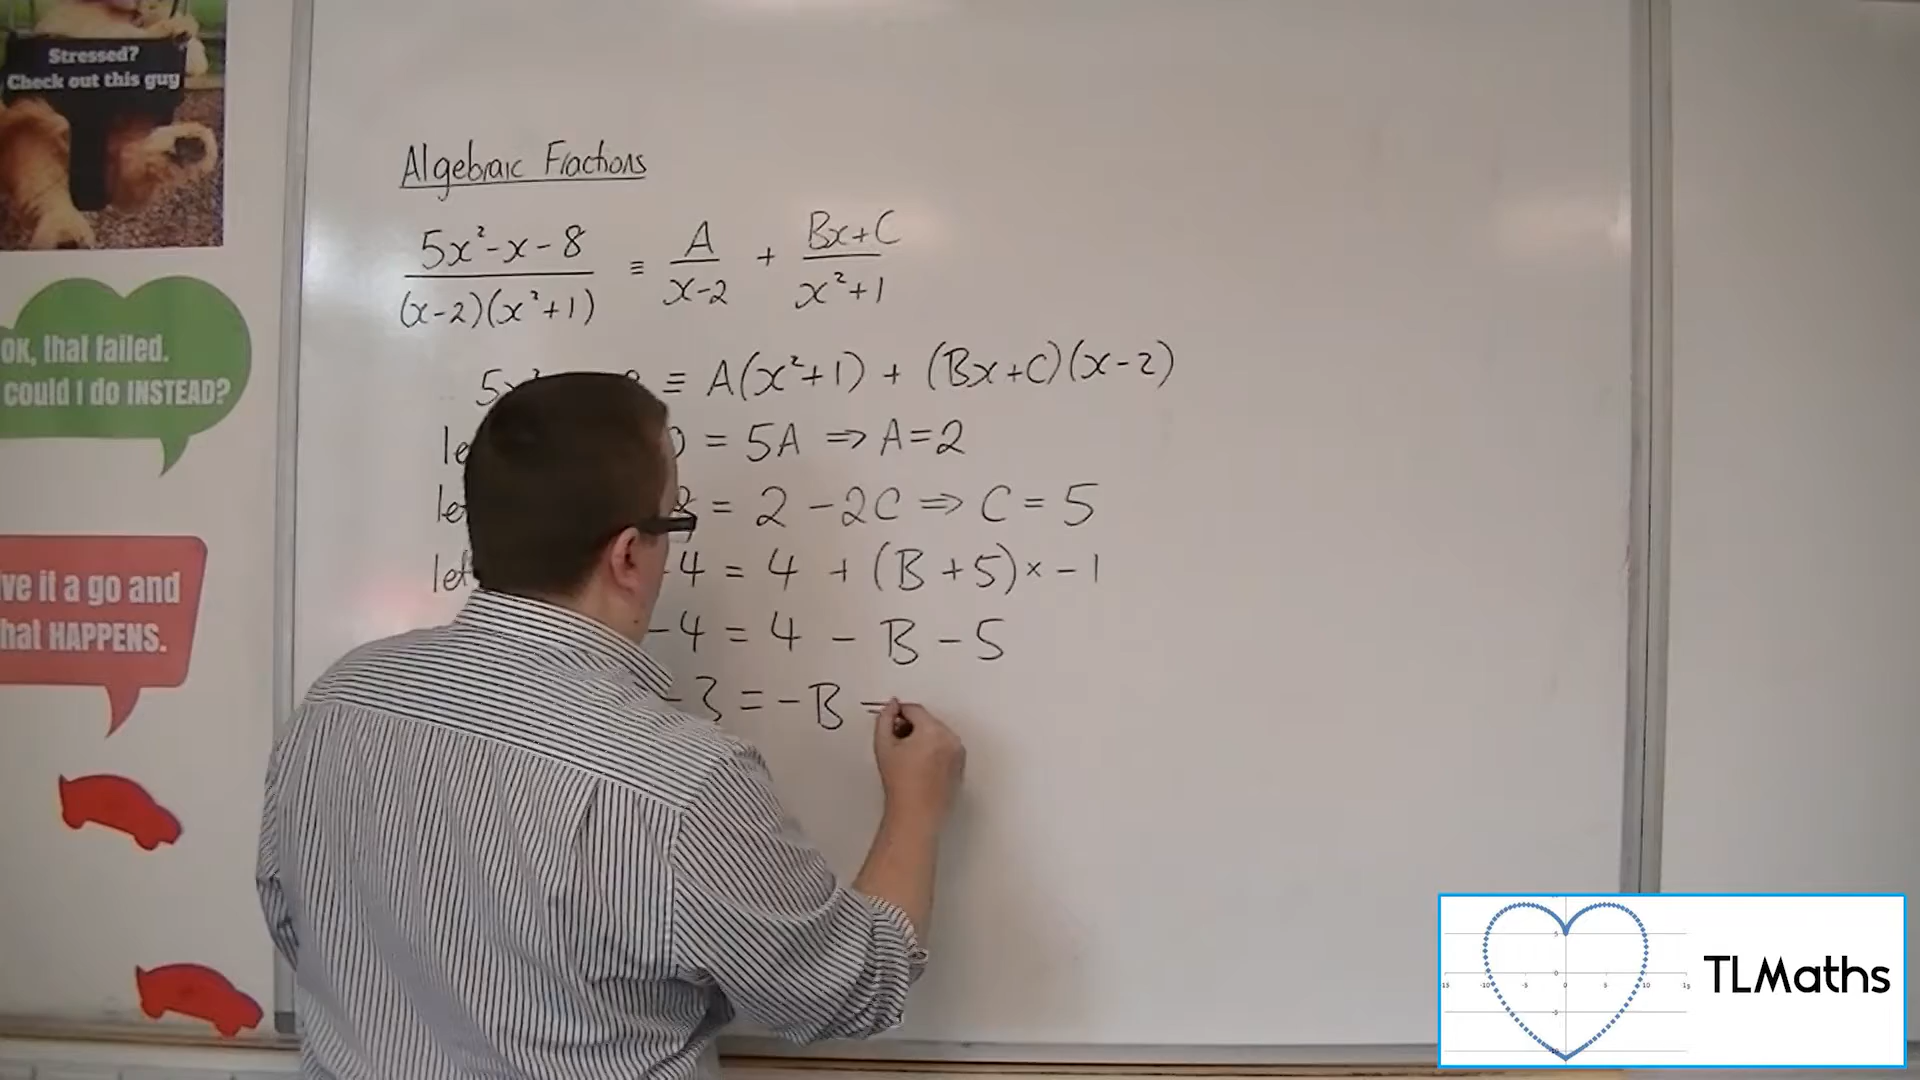 Stressed?
Check out this guy
OK, that failed.
could I do INSTEAD?
ive it a go and
hat HAPPENS.
Algebraic Fractions
5x²-x-8 / (x-2)(x²+1) ≡ A / x-2 + Bx+C / x²+1
≡ A(x²+1) + (Bx+C)(x-2)
= 5A ⇒ A=2
= 2 - 2C ⇒ C = 5
-4 = 4 + (B+5)× -1
-4 = 4 - B - 5
-3 = -B
TLMaths